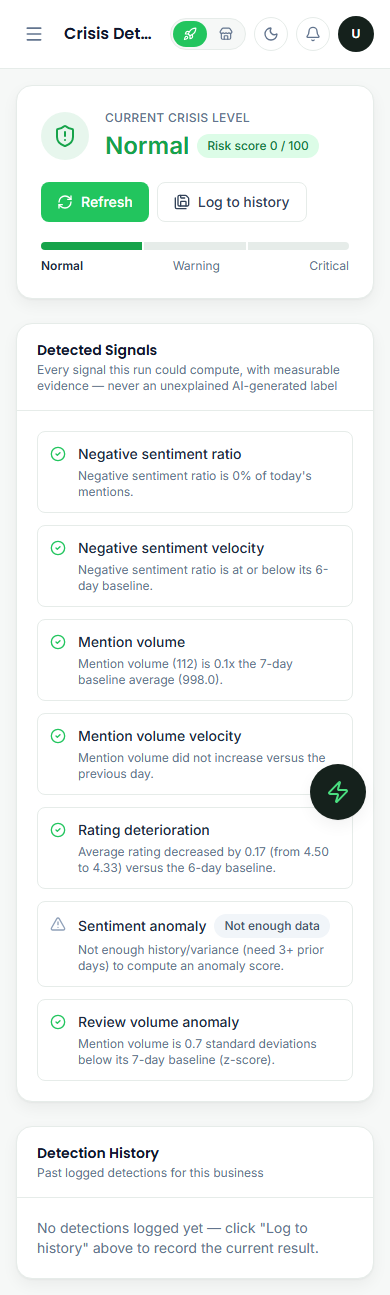 Crisis Det...
U
CURRENT CRISIS LEVEL
Normal
Risk score 0 / 100
Refresh
Log to history
Normal
Warning
Critical
Detected Signals
Every signal this run could compute, with measurable
evidence — never an unexplained AI-generated label
Negative sentiment ratio
Negative sentiment ratio is 0% of today's
mentions.
Negative sentiment velocity
Negative sentiment ratio is at or below its 6-
day baseline.
Mention volume
Mention volume (112) is 0.1x the 7-day
baseline average (998.0).
Mention volume velocity
Mention volume did not increase versus the
previous day.
Rating deterioration
Average rating decreased by 0.17 (from 4.50
to 4.33) versus the 6-day baseline.
Sentiment anomaly
Not enough data
Not enough history/variance (need 3+ prior
days) to compute an anomaly score.
Review volume anomaly
Mention volume is 0.7 standard deviations
below its 7-day baseline (z-score).
Detection History
Past logged detections for this business
No detections logged yet — click "Log to
history" above to record the current result.